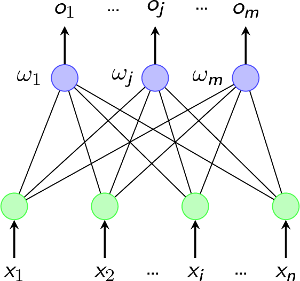 o₁ ... oⱼ ... oₘ
ω₁ ωⱼ ωₘ
x₁ x₂ ... xᵢ ... xₙ